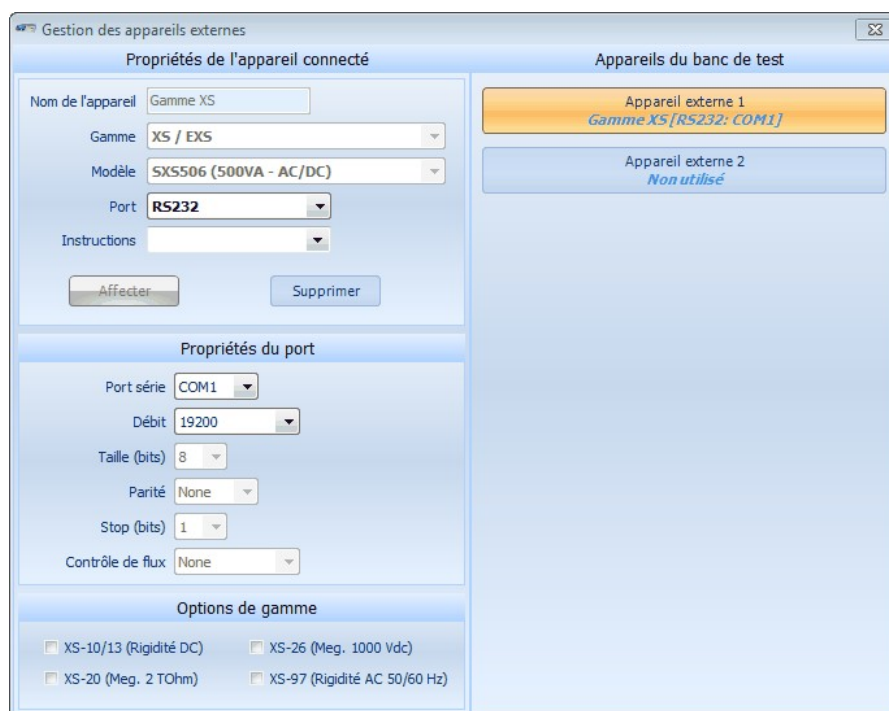 Gestion des appareils externes
Propriétés de l'appareil connecté
Nom de l'appareil Gamme XS
Gamme XS / EXS
Modèle SXS506 (500VA - AC/DC)
Port RS232
Instructions
Affecter Supprimer
Propriétés du port
Port série COM1
Débit 19200
Taille (bits) 8
Parité None
Stop (bits) 1
Contrôle de flux None
Options de gamme
XS-10/13 (Rigidité DC) XS-26 (Meg. 1000 Vdc)
XS-20 (Meg. 2 TOhm) XS-97 (Rigidité AC 50/60 Hz)
Appareils du banc de test
Appareil externe 1
Gamme XS [RS232: COM1]
Appareil externe 2
Non utilisé